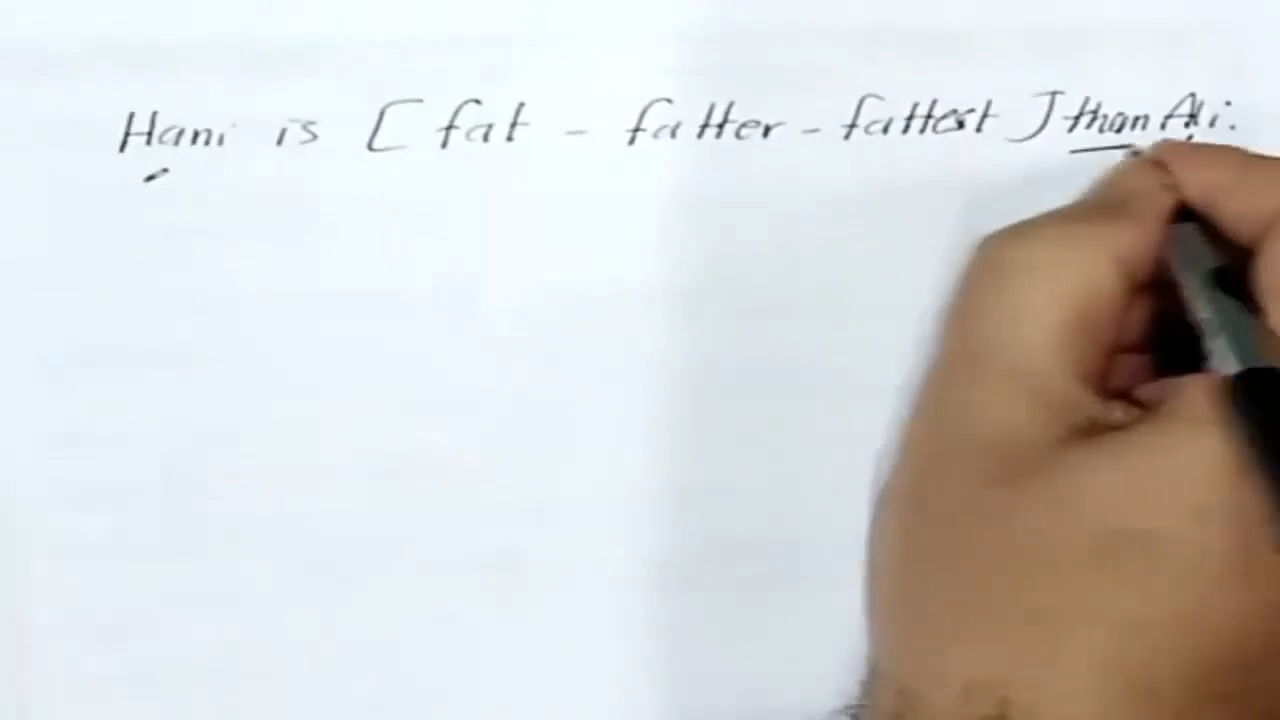 Hani is [ fat - fatter - fattest ] than Ali.